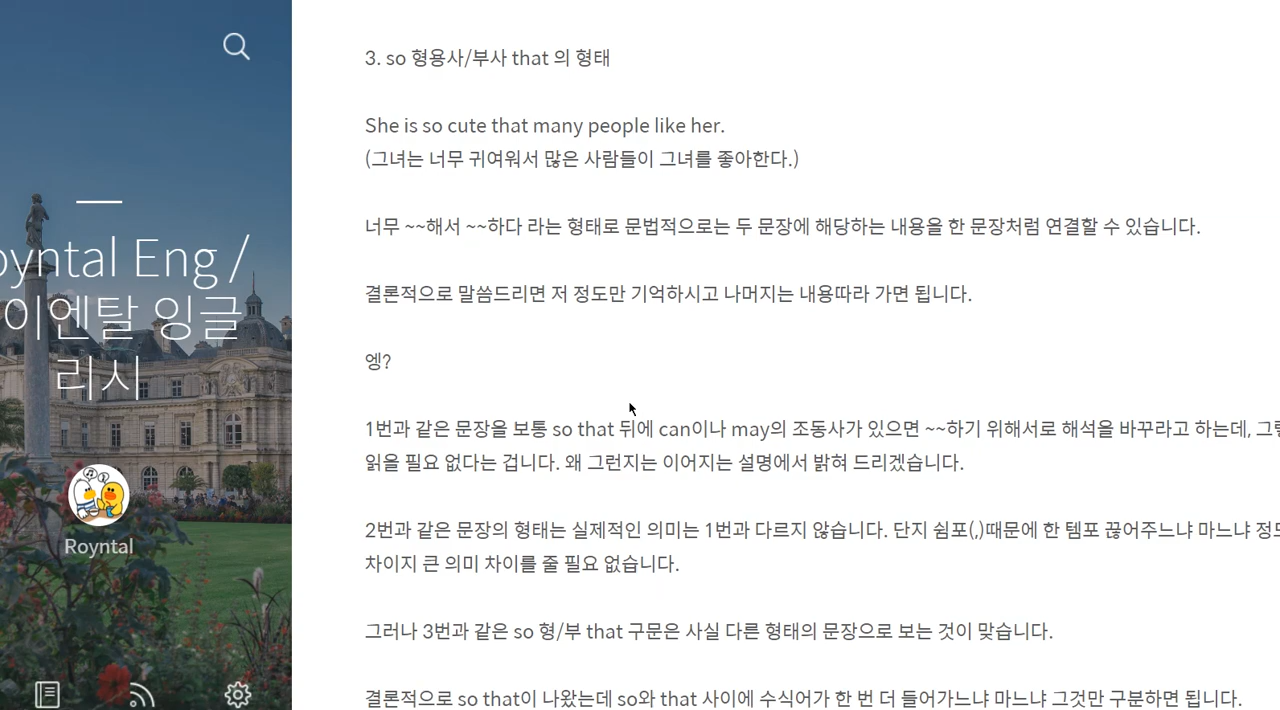 oyntal Eng /
이엔탈 잉글
리시
Royntal
3. so 형용사/부사 that 의 형태
She is so cute that many people like her.
(그녀는 너무 귀여워서 많은 사람들이 그녀를 좋아한다.)
너무 ~~해서 ~~하다 라는 형태로 문법적으로는 두 문장에 해당하는 내용을 한 문장처럼 연결할 수 있습니다.
결론적으로 말씀드리면 저 정도만 기억하시고 나머지는 내용따라 가면 됩니다.
엥?
1번과 같은 문장을 보통 so that 뒤에 can이나 may의 조동사가 있으면 ~~하기 위해서로 해석을 바꾸라고 하는데,
읽을 필요 없다는 겁니다. 왜 그런지는 이어지는 설명에서 밝혀 드리겠습니다.
2번과 같은 문장의 형태는 실제적인 의미는 1번과 다르지 않습니다. 단지 쉼포(,)때문에 한 템포 끊어주느냐 마느냐
차이지 큰 의미 차이를 줄 필요 없습니다.
그러나 3번과 같은 so 형/부 that 구문은 사실 다른 형태의 문장으로 보는 것이 맞습니다.
결론적으로 so that이 나왔는데 so와 that 사이에 수식어가 한 번 더 들어가느냐 마느냐 그것만 구분하면 됩니다.